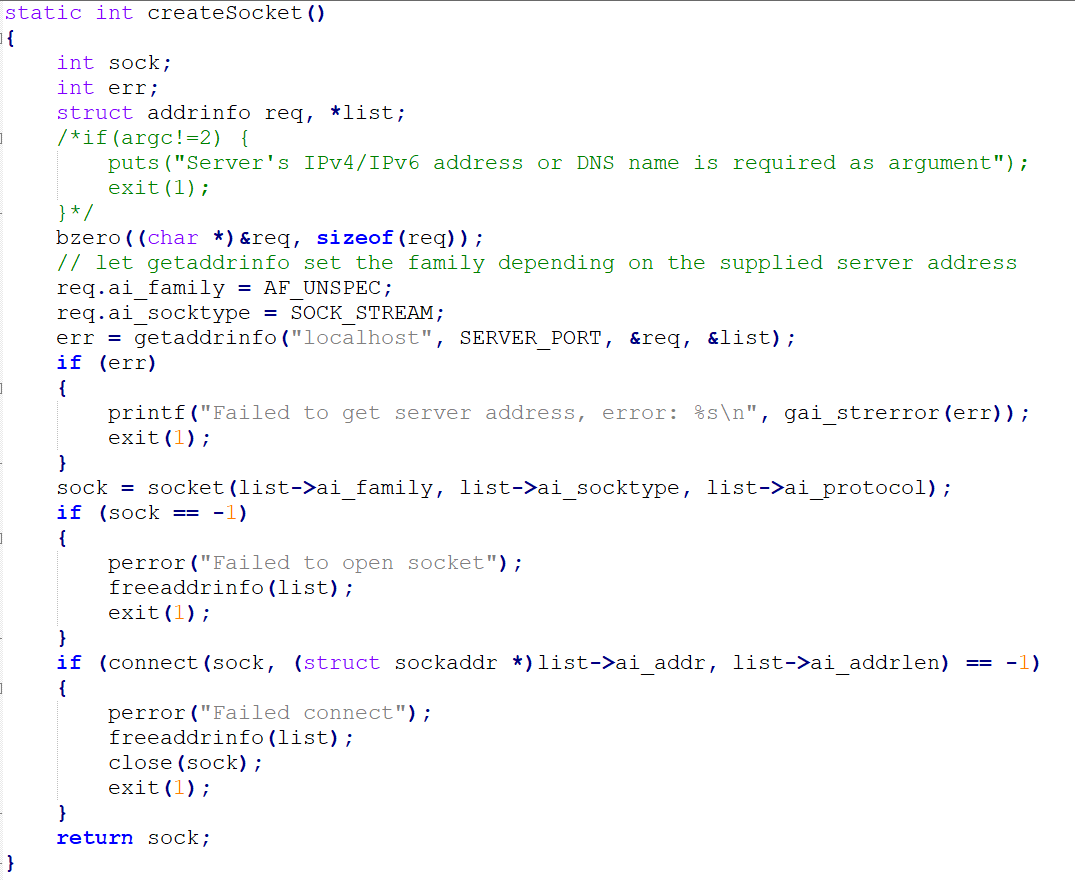 static int createSocket()
{
    int sock;
    int err;
    struct addrinfo req, *list;
    /*if(argc!=2) {
        puts("Server's IPv4/IPv6 address or DNS name is required as argument");
        exit(1);
    }*/
    bzero((char *)&req, sizeof(req));
    // let getaddrinfo set the family depending on the supplied server address
    req.ai_family = AF_UNSPEC;
    req.ai_socktype = SOCK_STREAM;
    err = getaddrinfo("localhost", SERVER_PORT, &req, &list);
    if (err)
    {
        printf("Failed to get server address, error: %s\n", gai_strerror(err));
        exit(1);
    }
    sock = socket(list->ai_family, list->ai_socktype, list->ai_protocol);
    if (sock == -1)
    {
        perror("Failed to open socket");
        freeaddrinfo(list);
        exit(1);
    }
    if (connect(sock, (struct sockaddr *)list->ai_addr, list->ai_addrlen) == -1)
    {
        perror("Failed connect");
        freeaddrinfo(list);
        close(sock);
        exit(1);
    }
    return sock;
}